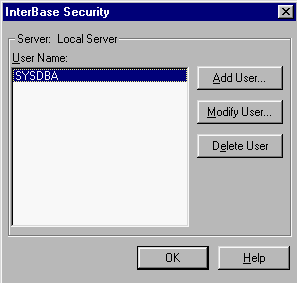 InterBase Security
Server: Local Server
User Name:
SYSDBA
Add User...
Modify User...
Delete User
OK
Help